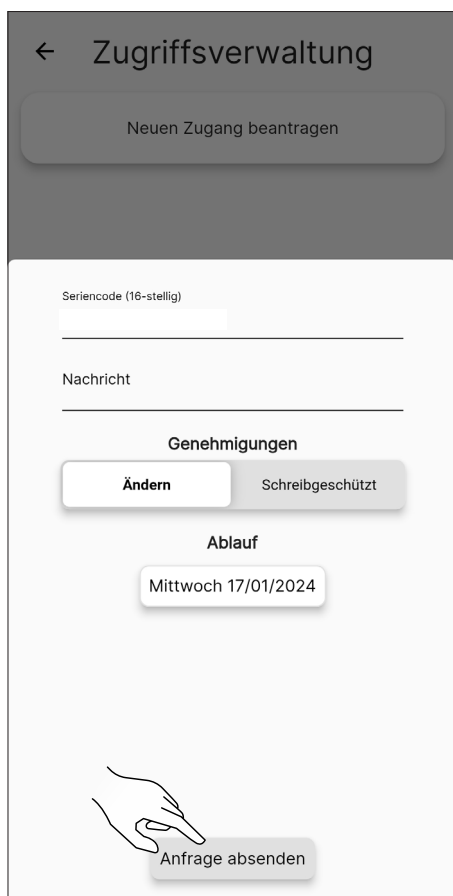 Zugriffsverwaltung
Neuen Zugang beantragen
Seriencode (16-stellig)
Nachricht
Genehmigungen
Ändern Schreibgeschützt
Ablauf
Mittwoch 17/01/2024
Anfrage absenden